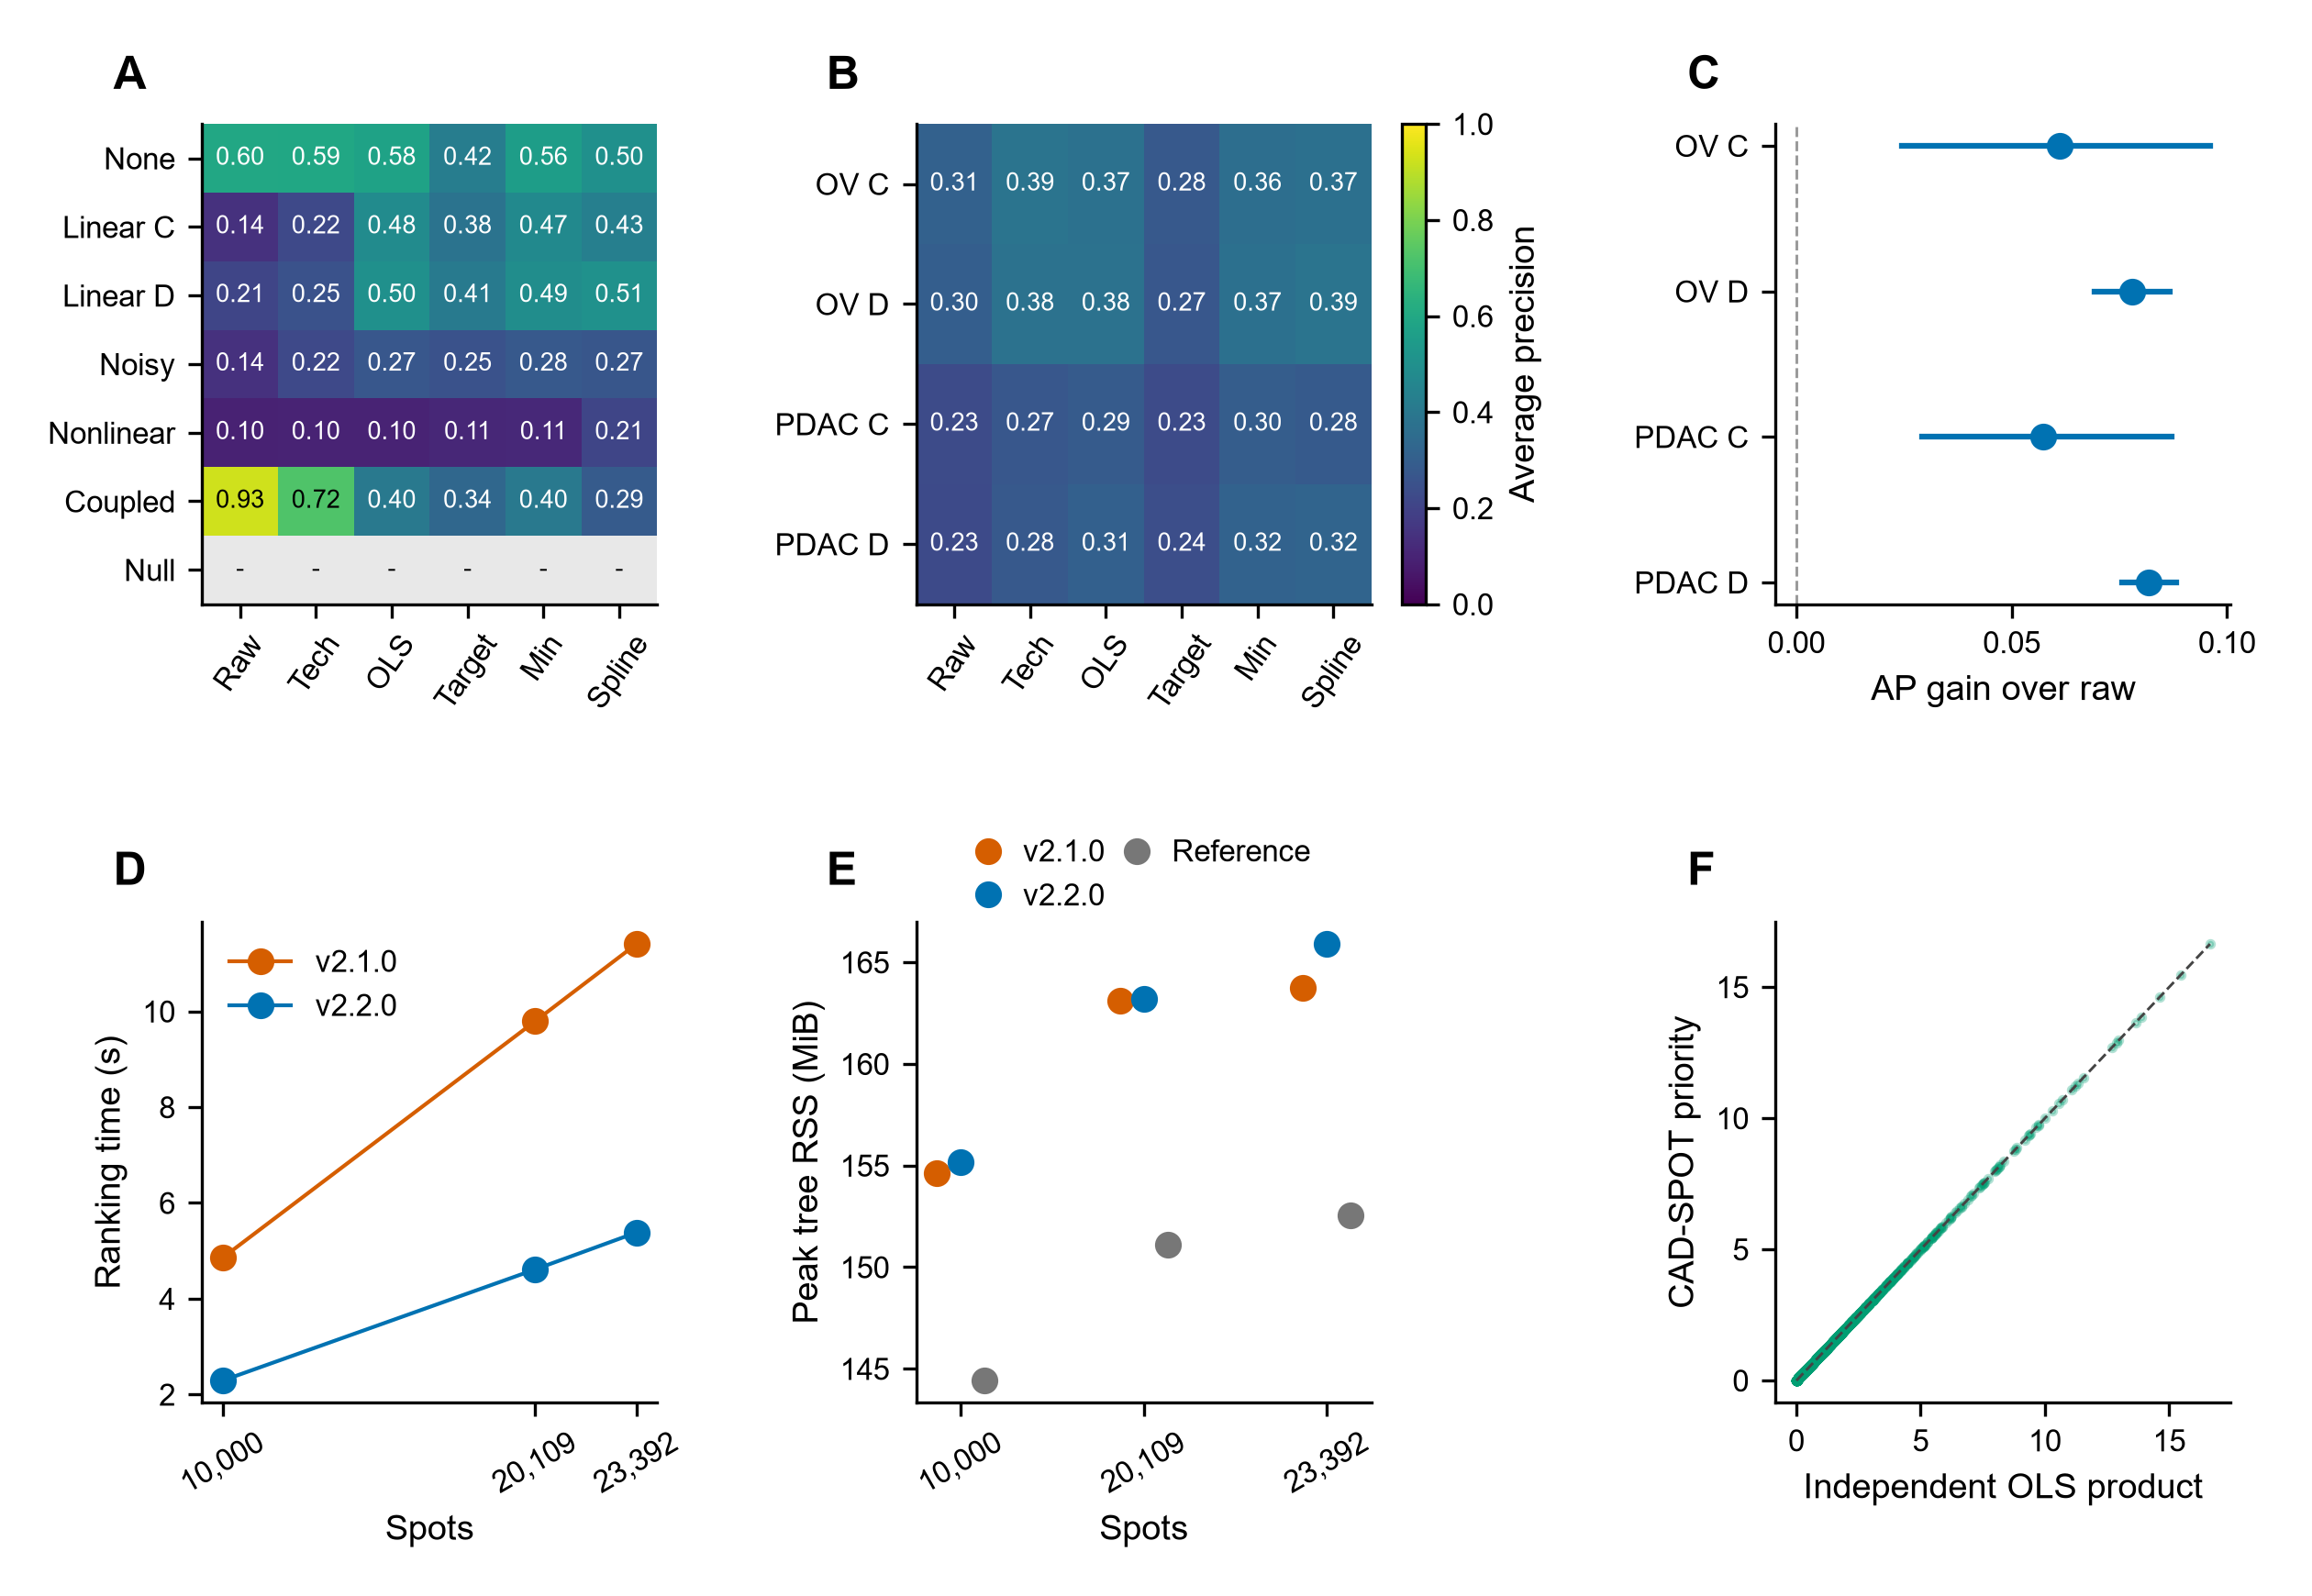 A
None
0.60 0.59 0.58 0.42 0.56 0.50
Linear C
0.14 0.22 0.48 0.38 0.47 0.43
Linear D
0.21 0.25 0.50 0.41 0.49 0.51
Noisy
0.14 0.22 0.27 0.25 0.28 0.27
Nonlinear
0.10 0.10 0.10 0.11 0.11 0.21
Coupled
0.93 0.72 0.40 0.34 0.40 0.29
Null
- - - - - -
Raw Tech OLS Target Min Spline
B
OV C
0.31 0.39 0.37 0.28 0.36 0.37
OV D
0.30 0.38 0.38 0.27 0.37 0.39
PDAC C
0.23 0.27 0.29 0.23 0.30 0.28
PDAC D
0.23 0.28 0.31 0.24 0.32 0.32
Raw Tech OLS Target Min Spline
1.0
0.8
0.6
0.4
0.2
0.0
Average precision
C
OV C
OV D
PDAC C
PDAC D
0.00 0.05 0.10
AP gain over raw
D
v2.1.0
v2.2.0
10
8
6
4
2
Ranking time (s)
10,000 20,109 23,392
Spots
E
v2.1.0 Reference
v2.2.0
165
160
155
150
145
Peak tree RSS (MiB)
10,000 20,109 23,392
Spots
F
15
10
5
0
CAD-SPOT priority
0 5 10 15
Independent OLS product